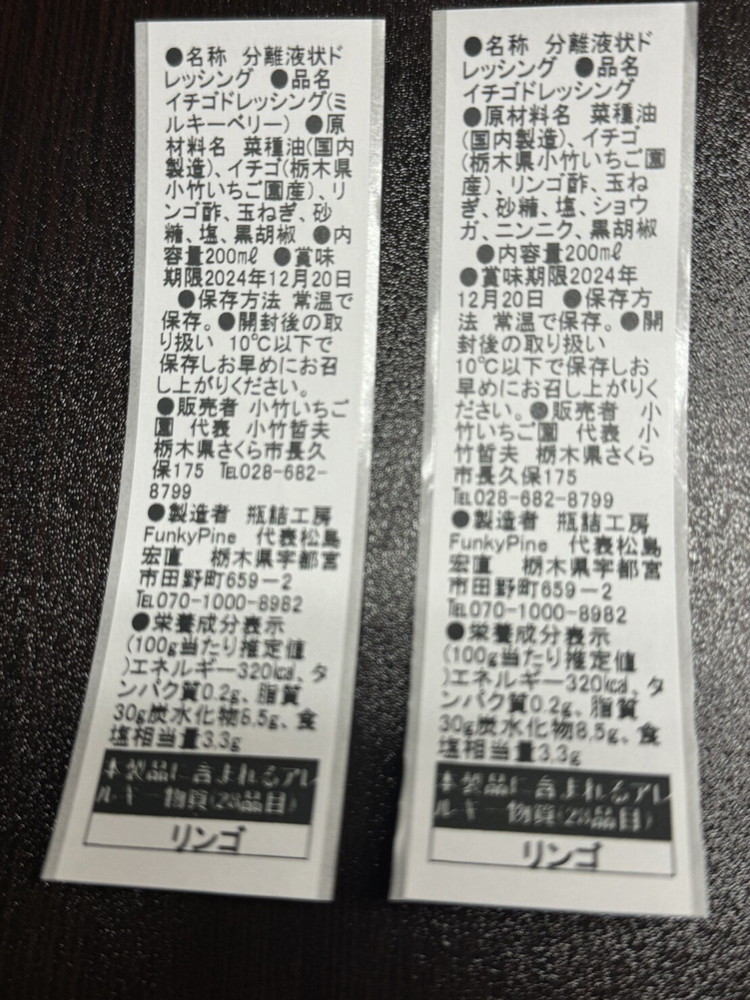 ●名称 分離液状ド
レッシング ●品名
イチゴドレッシング(ミ
ルキーベリー) ●原
材料名 菜種油(国内
製造)、イチゴ(栃木県
小竹いちご園産)、リ
ンゴ酢、玉ねぎ、砂
糖、塩、黒胡椒 ●内
容量200mℓ ●賞味
期限2024年12月20日
●保存方法 常温で
保存。●開封後の取
り扱い 10℃以下で
保存しお早めにお召
し上がりください。
●販売者 小竹いちご
園 代表 小竹哲夫
栃木県さくら市長久
保175 ℡028-682-
8799
●製造者 瓶詰工房
FunkyPine 代表松島
宏直 栃木県宇都宮
市田野町659-2
℡070-1000-8982
●栄養成分表示
(100g当たり推定値
)エネルギー320㎉、タ
ンパク質0.2g、脂質
30g炭水化物8.5g、食
塩相当量3.3g
本製品に含まれるアレ
ルギー物質(28品目)
リンゴ
●名称 分離液状ド
レッシング ●品名
イチゴドレッシング
●原材料名 菜種油
(国内製造)、イチゴ
(栃木県小竹いちご園
産)、リンゴ酢、玉ね
ぎ、砂糖、塩、ショウ
ガ、ニンニク、黒胡椒
●内容量200mℓ
●賞味期限2024年
12月20日 ●保存方
法 常温で保存。●開
封後の取り扱い
10℃以下で保存しお
早めにお召し上がりく
ださい。●販売者 小
竹いちご園 代表 小
竹哲夫 栃木県さくら
市長久保175
℡028-682-8799
●製造者 瓶詰工房
FunkyPine 代表松島
宏直 栃木県宇都宮
市田野町659-2
℡070-1000-8982
●栄養成分表示
(100g当たり推定値
)エネルギー320㎉、タ
ンパク質0.2g、脂質
30g炭水化物8.5g、食
塩相当量3.3g
本製品に含まれるアレ
ルギー物質(28品目)
リンゴ